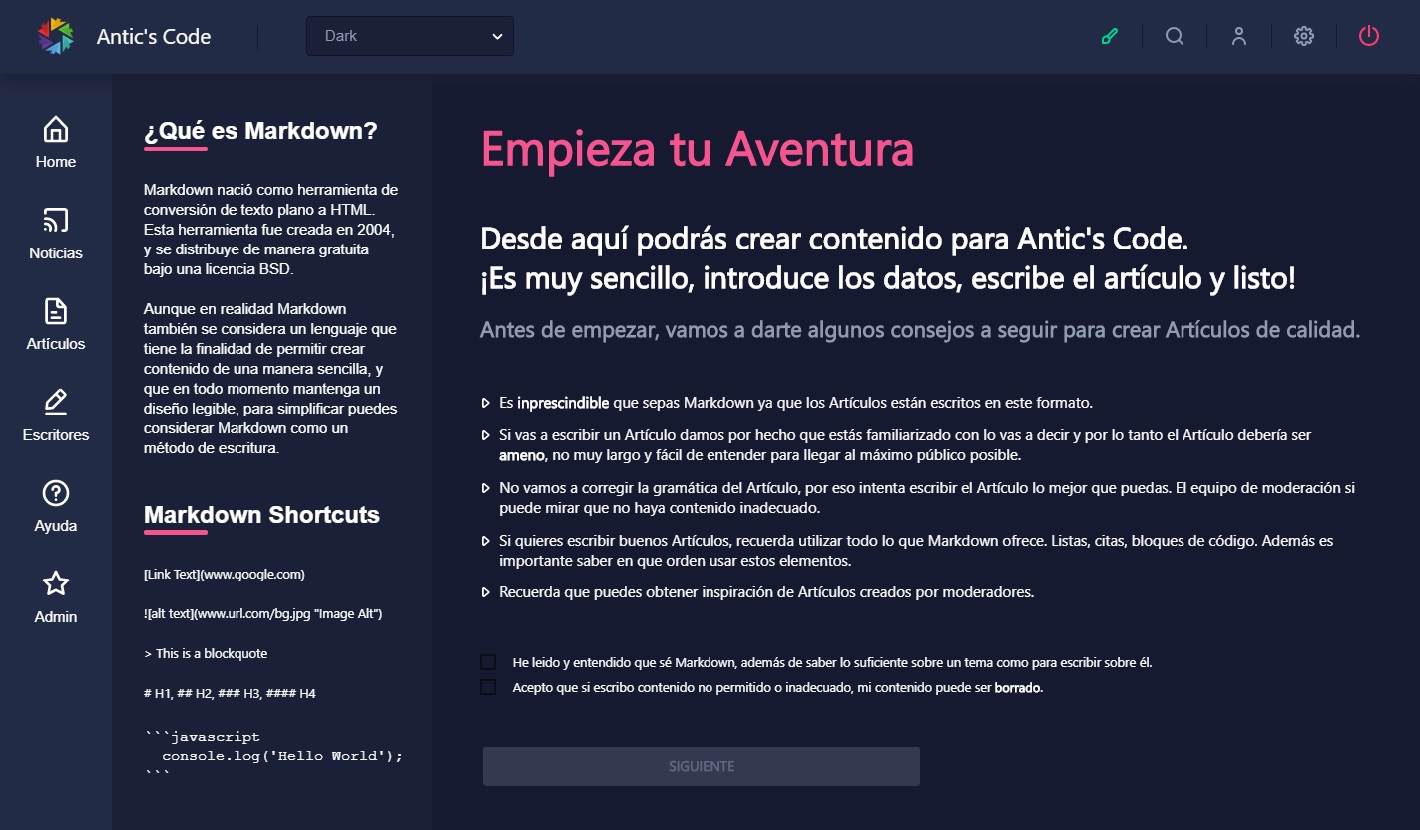 Antic's Code
Dark
Home
Noticias
Artículos
Escritores
Ayuda
Admin
¿Qué es Markdown?
Markdown nació como herramienta de
conversión de texto plano a HTML.
Esta herramienta fue creada en 2004,
y se distribuye de manera gratuita
bajo una licencia BSD.
Aunque en realidad Markdown
también se considera un lenguaje que
tiene la finalidad de permitir crear
contenido de una manera sencilla, y
que en todo momento mantenga un
diseño legible, para simplificar puedes
considerar Markdown como un
método de escritura.
Markdown Shortcuts
[Link Text](www.google.com)
![alt text](www.url.com/bg.jpg "Image Alt")
> This is a blockquote
# H1, ## H2, ### H3, #### H4
```javascript
console.log('Hello World');
```
Empieza tu Aventura
Desde aquí podrás crear contenido para Antic's Code.
¡Es muy sencillo, introduce los datos, escribe el artículo y listo!
Antes de empezar, vamos a darte algunos consejos a seguir para crear Artículos de calidad.
Es inprescindible que sepas Markdown ya que los Artículos están escritos en este formato.
Si vas a escribir un Artículo damos por hecho que estás familiarizado con lo vas a decir y por lo tanto el Artículo debería ser
ameno, no muy largo y fácil de entender para llegar al máximo público posible.
No vamos a corregir la gramática del Artículo, por eso intenta escribir el Artículo lo mejor que puedas. El equipo de moderación si
puede mirar que no haya contenido inadecuado.
Si quieres escribir buenos Artículos, recuerda utilizar todo lo que Markdown ofrece. Listas, citas, bloques de código. Además es
importante saber en que orden usar estos elementos.
Recuerda que puedes obtener inspiración de Artículos creados por moderadores.
He leido y entendido que sé Markdown, además de saber lo suficiente sobre un tema como para escribir sobre él.
Acepto que si escribo contenido no permitido o inadecuado, mi contenido puede ser borrado.
SIGUIENTE